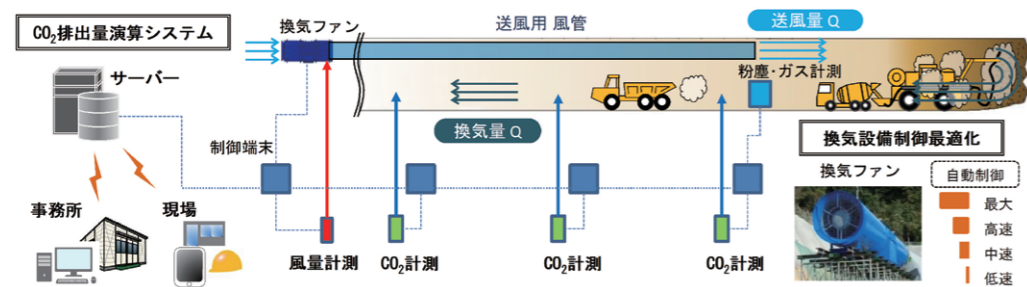 CO₂排出量演算システム
サーバー
事務所
現場
換気ファン
送風用 風管
送風量 Q
粉塵・ガス計測
換気量 Q
制御端末
風量計測
CO₂計測
CO₂計測
CO₂計測
換気設備制御最適化
換気ファン
自動制御
最大
高速
中速
低速